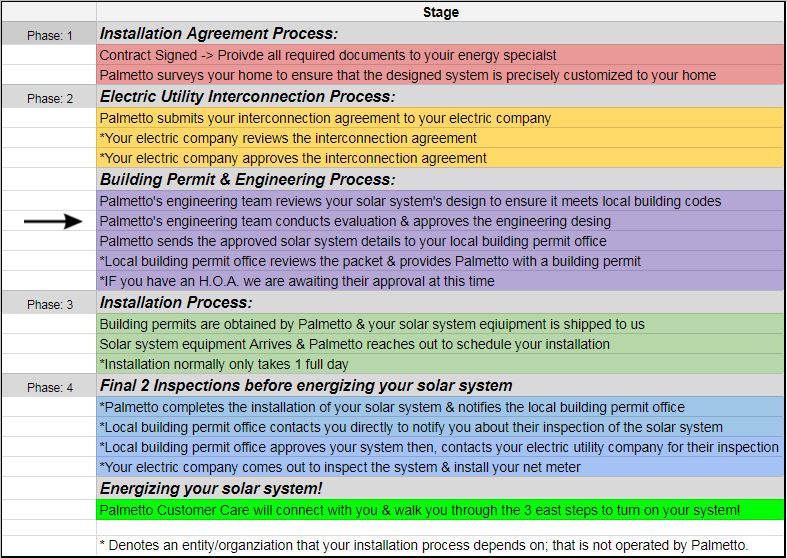 Stage
Phase: 1 Installation Agreement Process:
Contract Signed -> Proivde all required documents to youir energy specialst
Palmetto surveys your home to ensure that the designed system is precisely customized to your home
Phase: 2 Electric Utility Interconnection Process:
Palmetto submits your interconnection agreement to your electric company
*Your electric company reviews the interconnection agreement
*Your electric company approves the interconnection agreement
Building Permit & Engineering Process:
Palmetto's engineering team reviews your solar system's design to ensure it meets local building codes
Palmetto's engineering team conducts evaluation & approves the engineering desing
Palmetto sends the approved solar system details to your local building permit office
*Local building permit office reviews the packet & provides Palmetto with a building permit
*IF you have an H.O.A. we are awaiting their approval at this time
Phase: 3 Installation Process:
Building permits are obtained by Palmetto & your solar system eqiuipment is shipped to us
Solar system equipment Arrives & Palmetto reaches out to schedule your installation
*Installation normally only takes 1 full day
Phase: 4 Final 2 Inspections before energizing your solar system
*Palmetto completes the installation of your solar system & notifies the local building permit office
*Local building permit office contacts you directly to notify you about their inspection of the solar system
*Local building permit office approves your system then, contacts your electric utility company for their inspection
*Your electric company comes out to inspect the system & install your net meter
Energizing your solar system!
Palmetto Customer Care will connect with you & walk you through the 3 east steps to turn on your system!
* Denotes an entity/organziation that your installation process depends on; that is not operated by Palmetto.